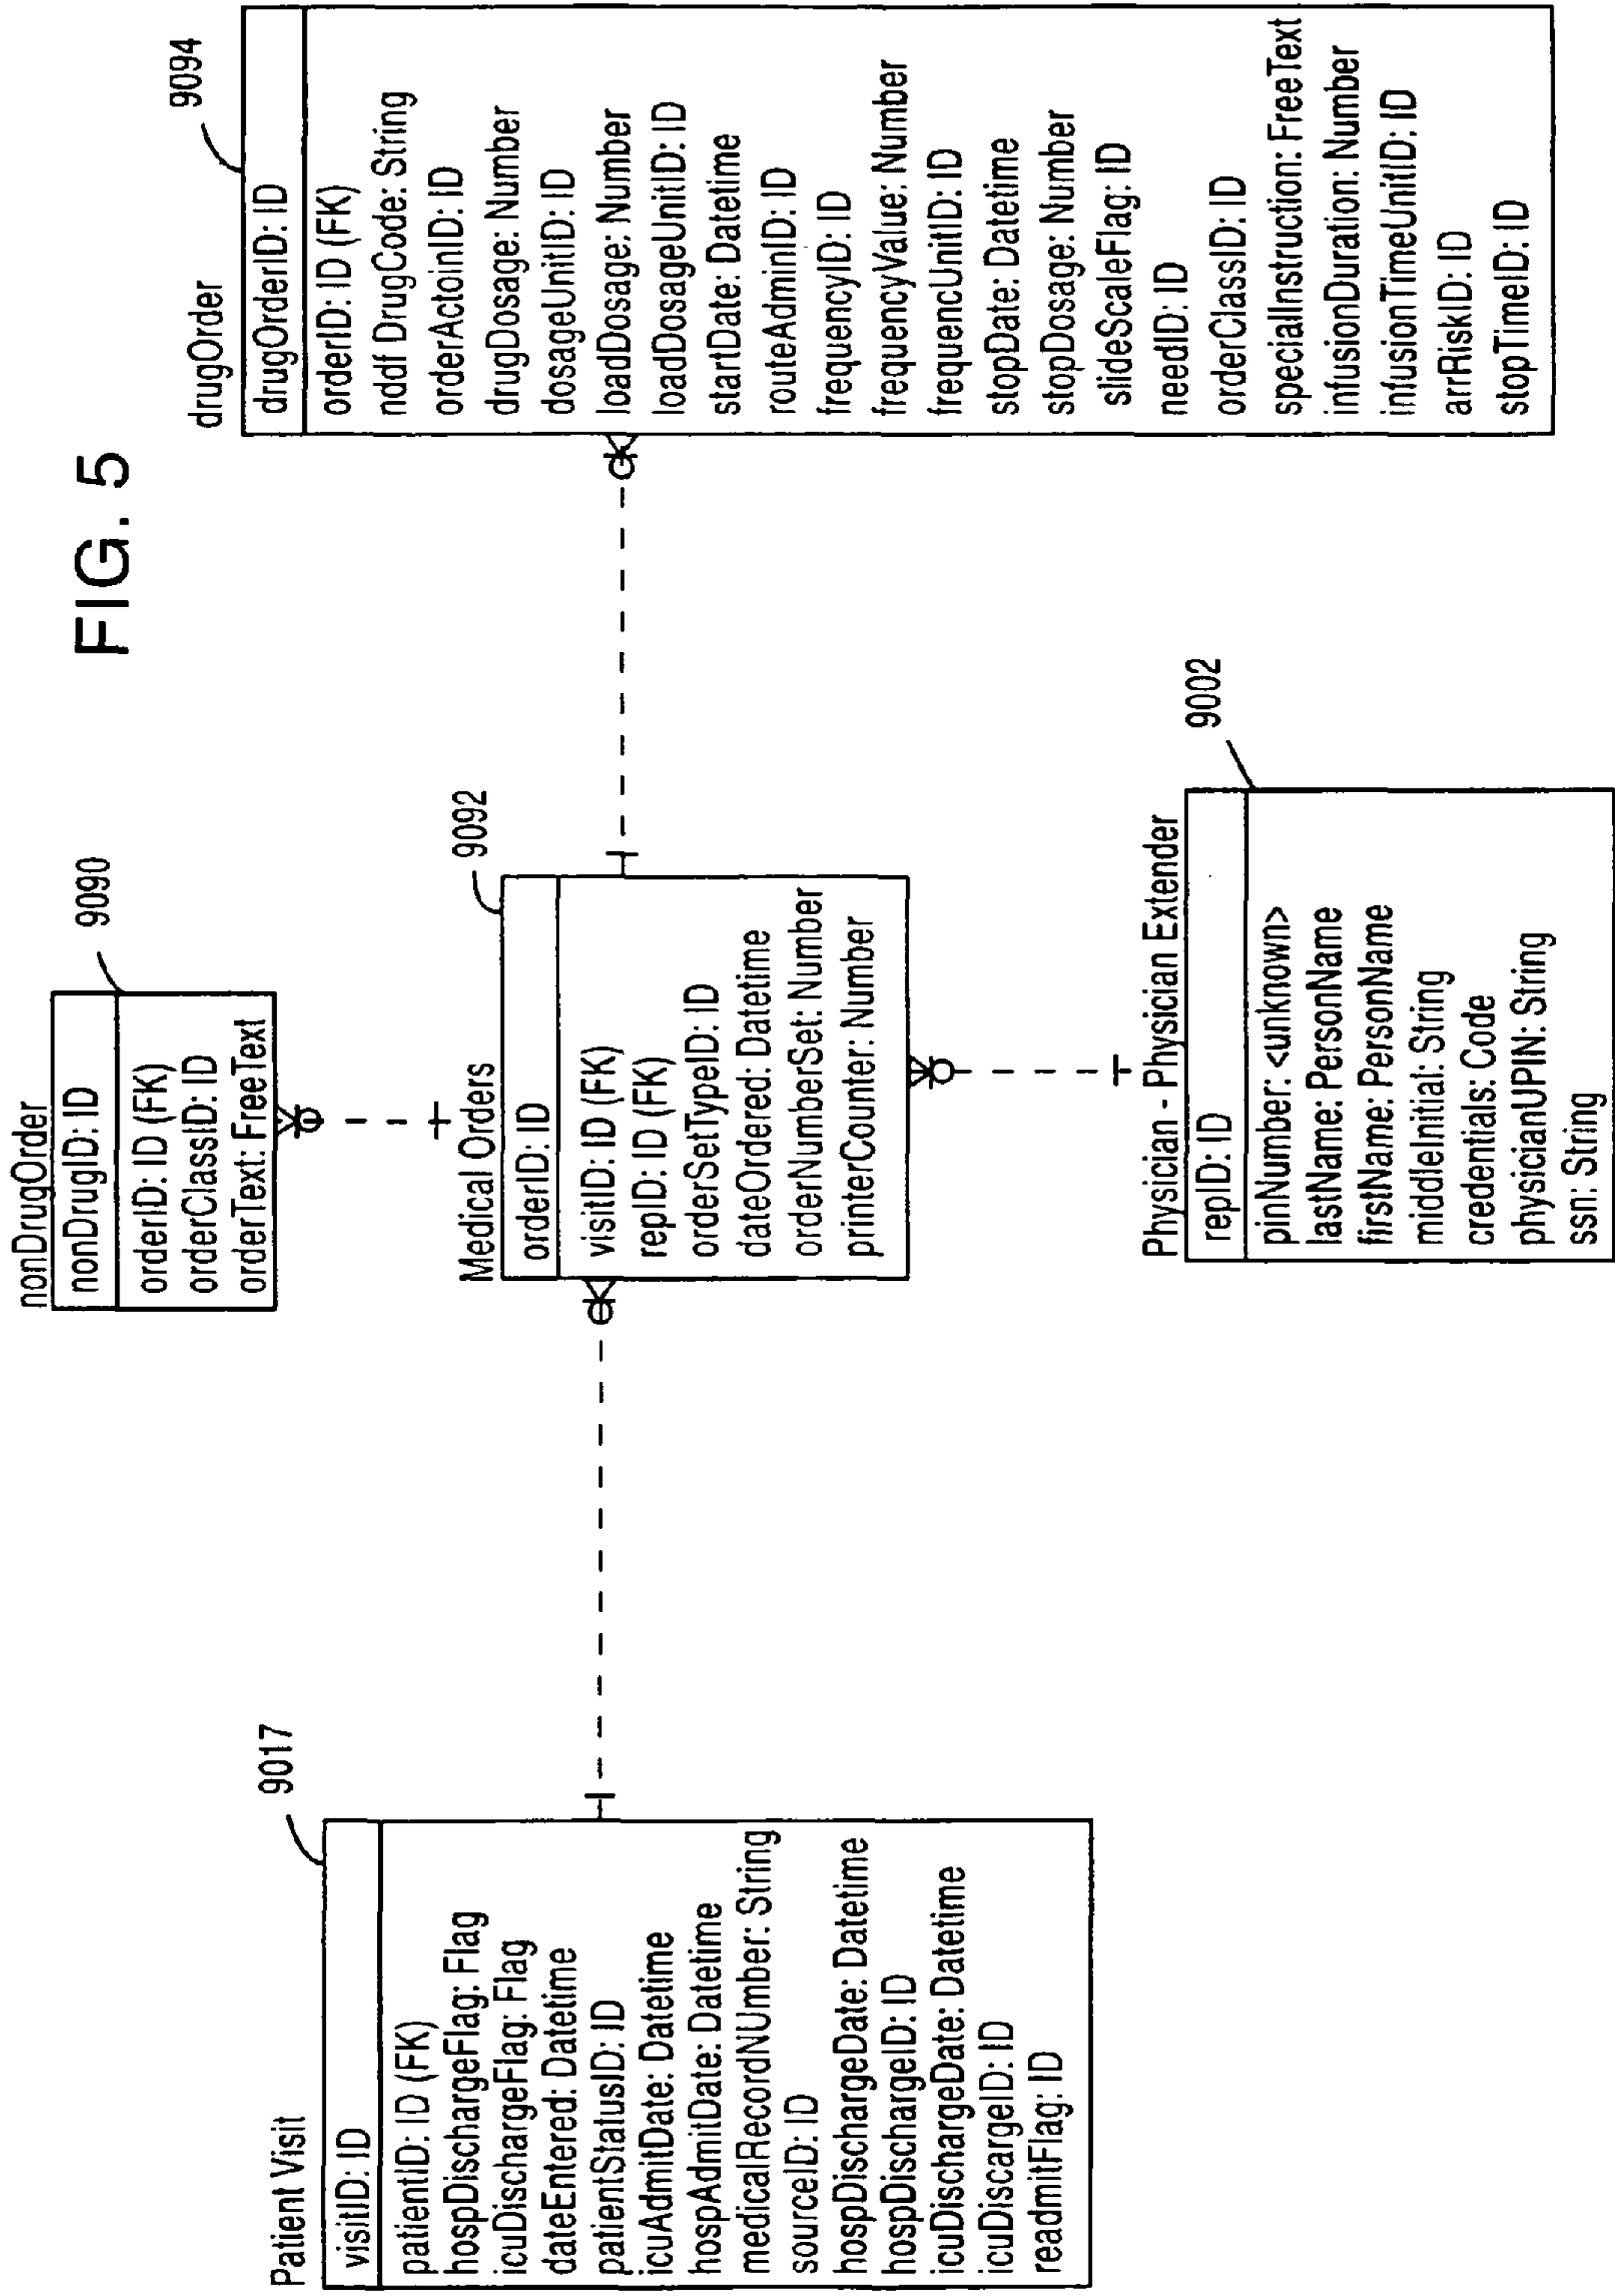 FIG. 5
nonDrugOrder
9090
nonDrugID: ID
orderID: ID (FK)
orderClassID: ID
orderText: FreeText
drugOrder
9094
drugOrderID: ID
orderID: ID (FK)
nddf DrugCode: String
orderActoinID: ID
drugDosage: Number
dosageUnitID: ID
loadDosage: Number
loadDosageUnitID: ID
startDate: Datetime
routeAdminID: ID
frequencyID: ID
frequencyValue: Number
frequencUnitID: ID
stopDate: Datetime
stopDosage: Number
slideScaleFlag: ID
needID: ID
orderClassID: ID
specialInstruction: FreeText
infusionDuration: Number
infusionTimeUnitID: ID
arrRiskID: ID
stopTimeID: ID
Patient Visit
9017
visitID: ID
patientID: ID (FK)
hospDischargeFlag: Flag
icuDischargeFlag: Flag
dateEntered: Datetime
patientStatusID: ID
icuAdmitDate: Datetime
hospAdmitDate: Datetime
medicalRecordNUmber: String
sourceID: ID
hospDischargeDate: Datetime
hospDischargeID: ID
icuDischargeDate: Datetime
icuDiscargeID: ID
readmitFlag: ID
Medical Orders
9092
orderID: ID
visitID: ID (FK)
repID: ID (FK)
orderSetTypeID: ID
dateOrdered: Datetime
orderNumberSet: Number
printerCounter: Number
Physician - Physician Extender
9002
repID: ID
pinNumber: <unknown>
lastName: PersonName
firstName: PersonName
middleInitial: String
credentials: Code
physicianUPIN: String
ssn: String